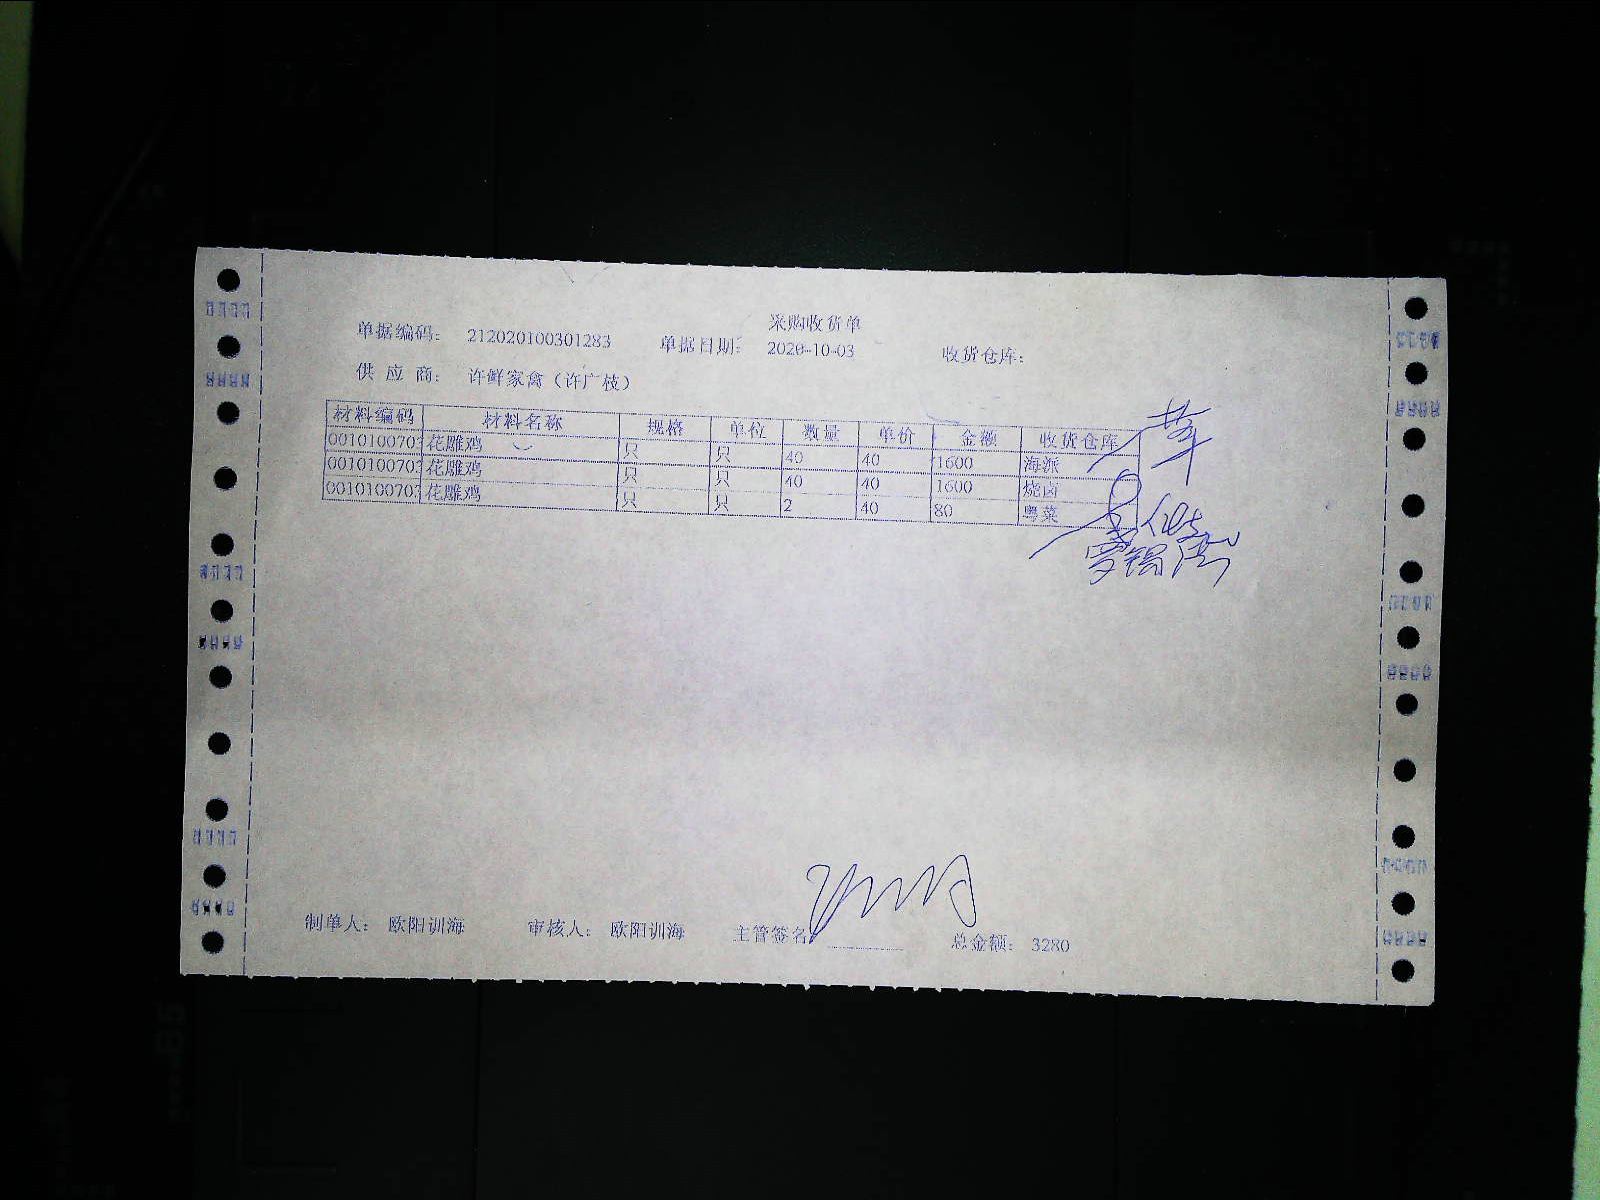 采购收货单
单据编码: 212020100301283 单据日期: 2020-10-03 收货仓库:
供应商: 许鲜家禽（许广枝）
材料编码 材料名称 规格 单位 数量 单价 金额 收货仓库
0010100703 花雕鸡 只 只 40 40 1600 海派
0010100703 花雕鸡 只 只 40 40 1600 烧卤
0010100703 花雕鸡 只 只 2 40 80 粤菜
制单人: 欧阳训海 审核人: 欧阳训海 主管签名 总金额: 3280